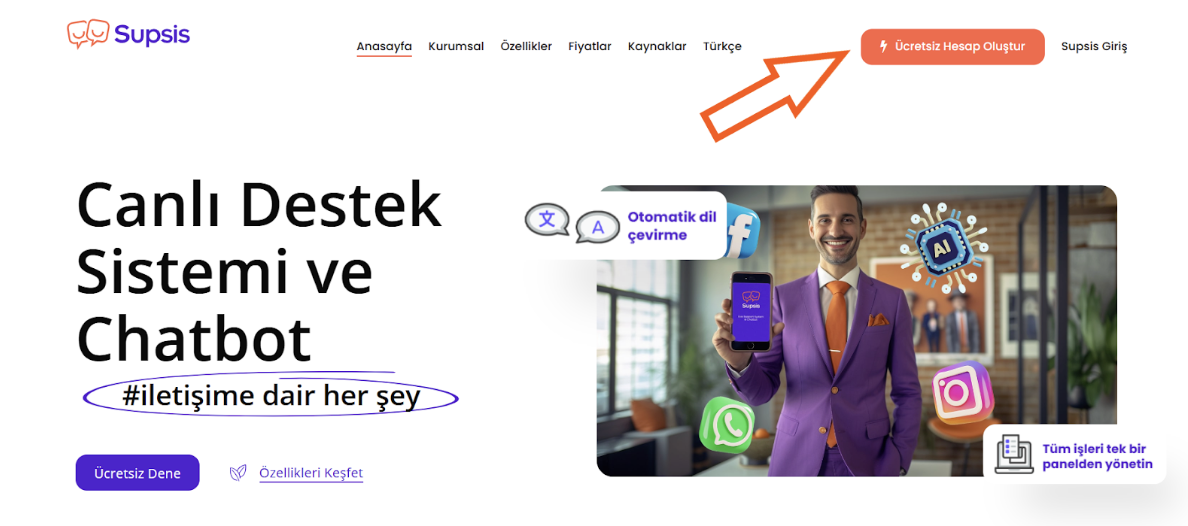 Supsis
Anasayfa Kurumsal Özellikler Fiyatlar Kaynaklar Türkçe
Ücretsiz Hesap Oluştur
Supsis Giriş
Canlı Destek
Sistemi ve
Chatbot
#iletişime dair her şey
Ücretsiz Dene
Özellikleri Keşfet
文 A
Otomatik dil
çevirme
AI
Supsis
Tüm işleri tek bir
panelden yönetin